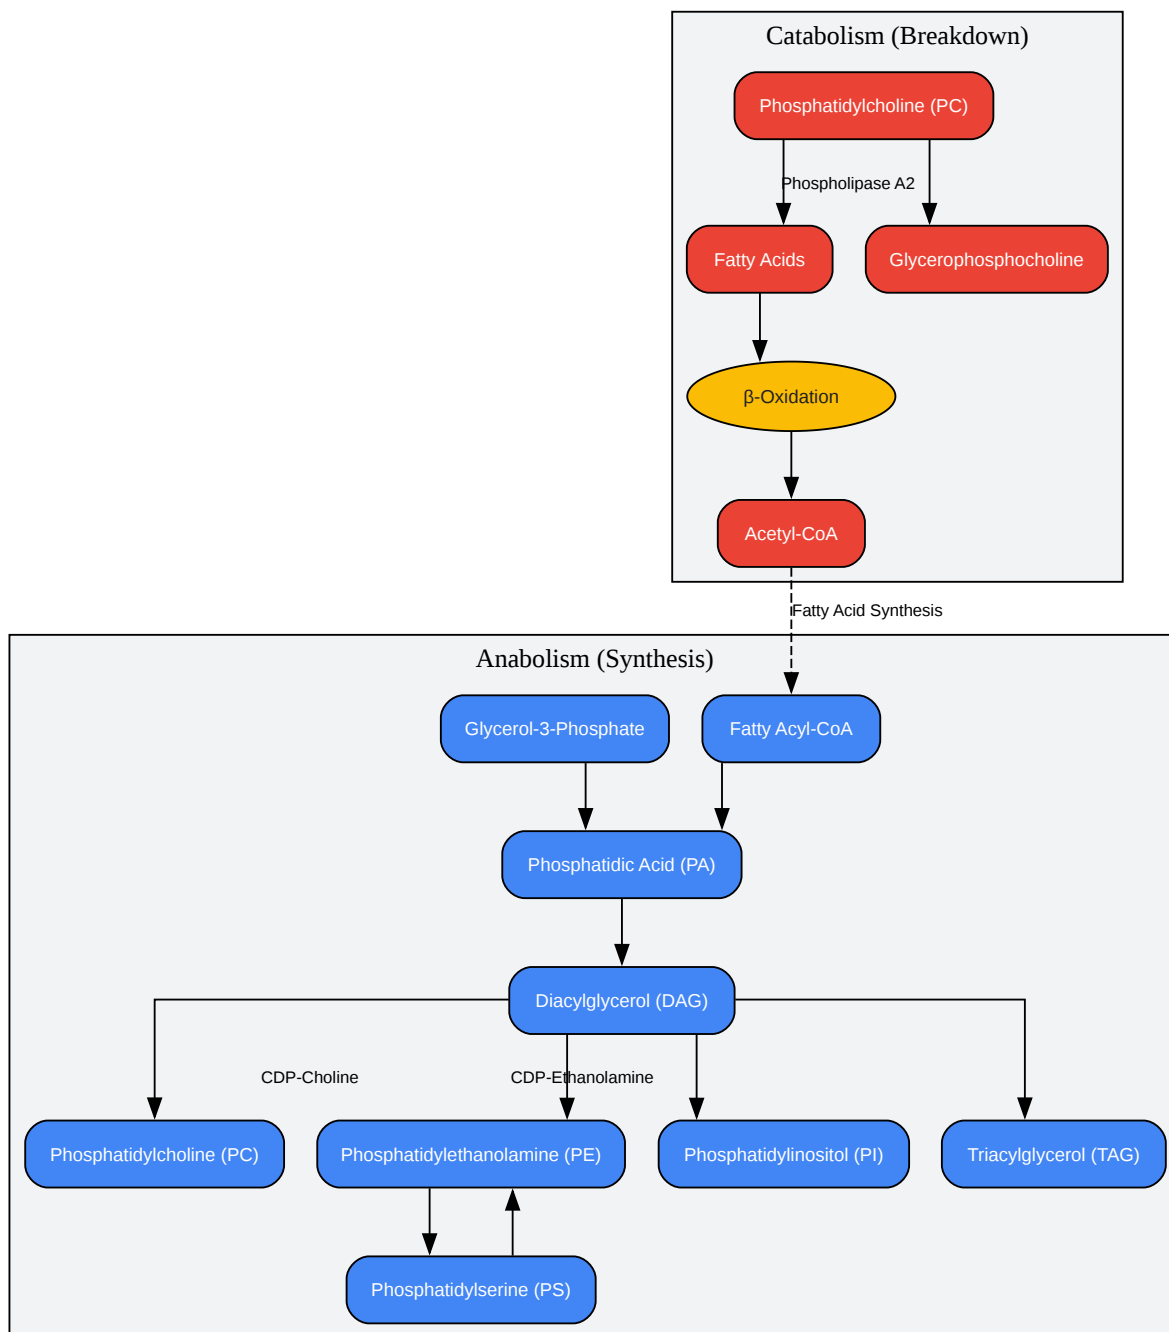 Catabolism (Breakdown)
Phosphatidylcholine (PC)
Phospholipase A2
Fatty Acids
Glycerophosphocholine
β-Oxidation
Acetyl-CoA
Fatty Acid Synthesis
Anabolism (Synthesis)
Glycerol-3-Phosphate
Fatty Acyl-CoA
Phosphatidic Acid (PA)
Diacylglycerol (DAG)
CDP-Choline
CDP-Ethanolamine
Phosphatidylcholine (PC)
Phosphatidylethanolamine (PE)
Phosphatidylinositol (PI)
Triacylglycerol (TAG)
Phosphatidylserine (PS)